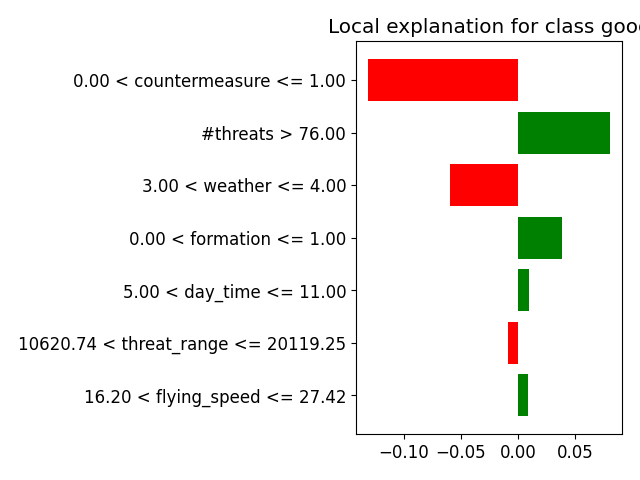 Local explanation for class goo
0.00 < countermeasure <= 1.00
#threats > 76.00
3.00 < weather <= 4.00
0.00 < formation <= 1.00
5.00 < day_time <= 11.00
10620.74 < threat_range <= 20119.25
16.20 < flying_speed <= 27.42
−0.10 −0.05 0.00 0.05